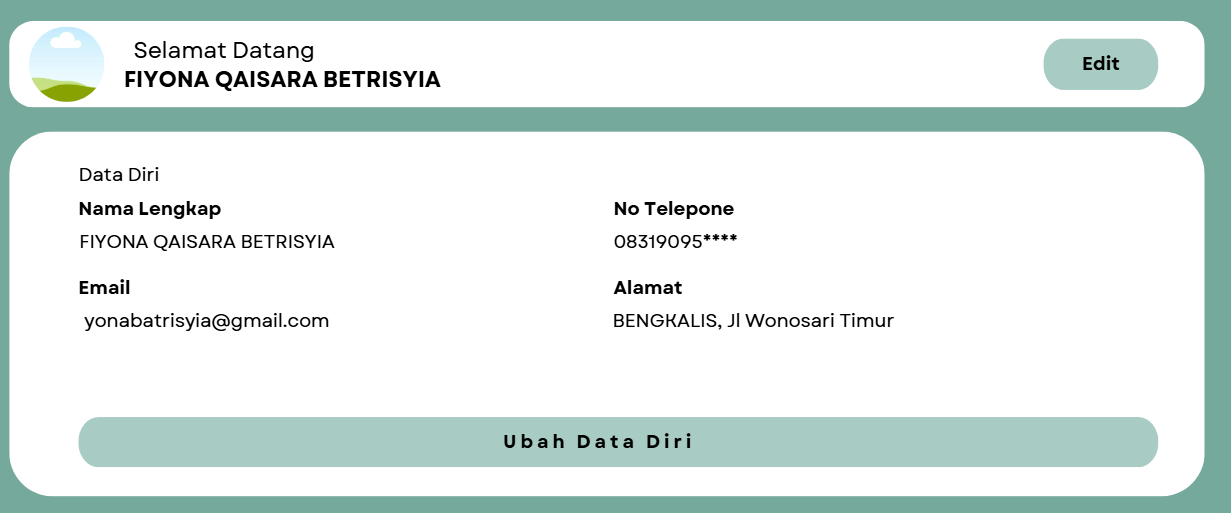 Selamat Datang
FIYONA QAISARA BETRISYIA
Edit
Data Diri
Nama Lengkap
FIYONA QAISARA BETRISYIA
No Telepone
08319095****
Email
yonabatrisyia@gmail.com
Alamat
BENGKALIS, Jl Wonosari Timur
Ubah Data Diri